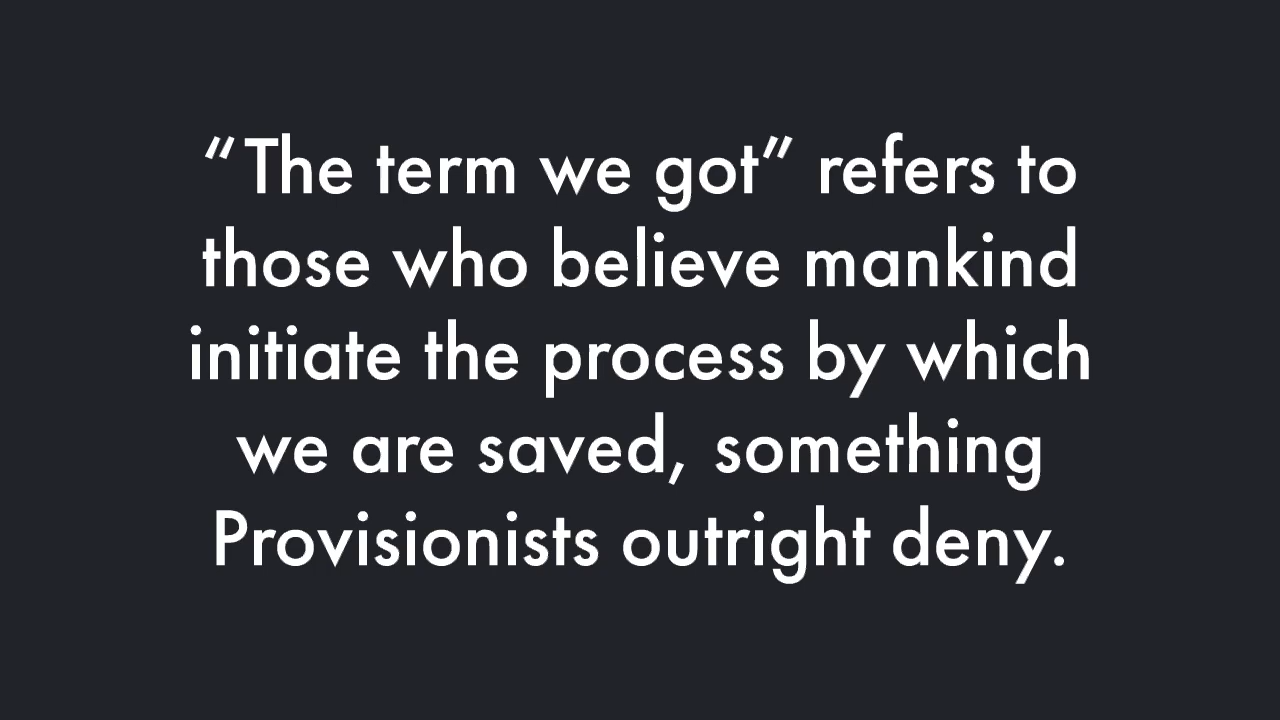 “The term we got” refers to
those who believe mankind
initiate the process by which
we are saved, something
Provisionists outright deny.